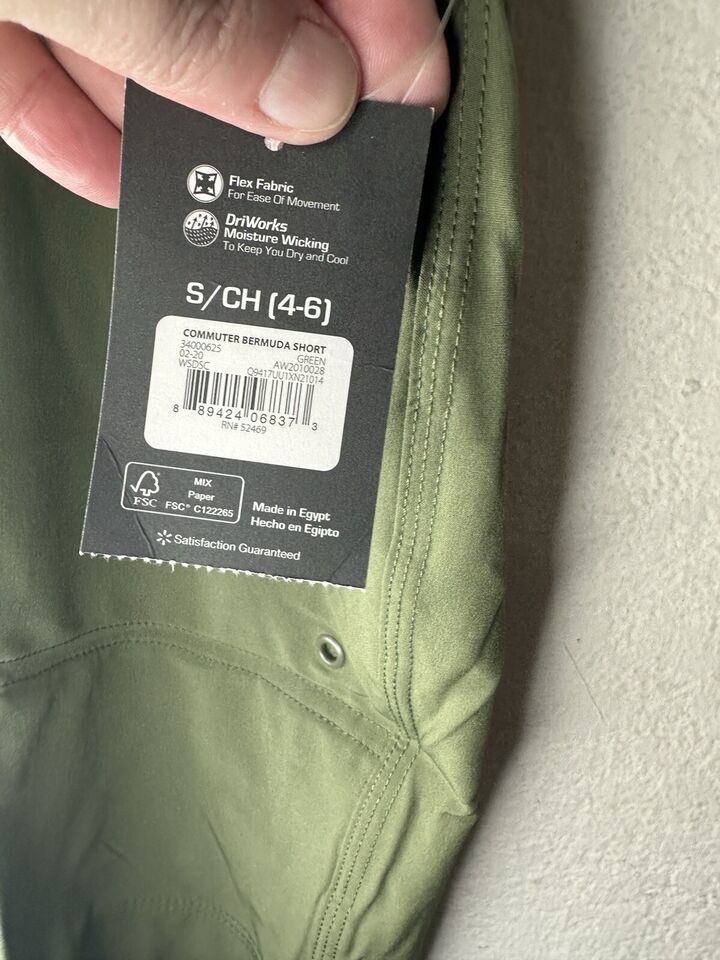 Flex Fabric
For Ease Of Movement
DriWorks
Moisture Wicking
To Keep You Dry and Cool
S/CH (4-6)
COMMUTER BERMUDA SHORT
34000625 GREEN
02-20 AW2010028
WSDSC Q9417UU1XN21014
8 89424 06837 3
RN# 52469
FSC
MIX
Paper
FSC® C122265
Made in Egypt
Hecho en Egipto
Satisfaction Guaranteed